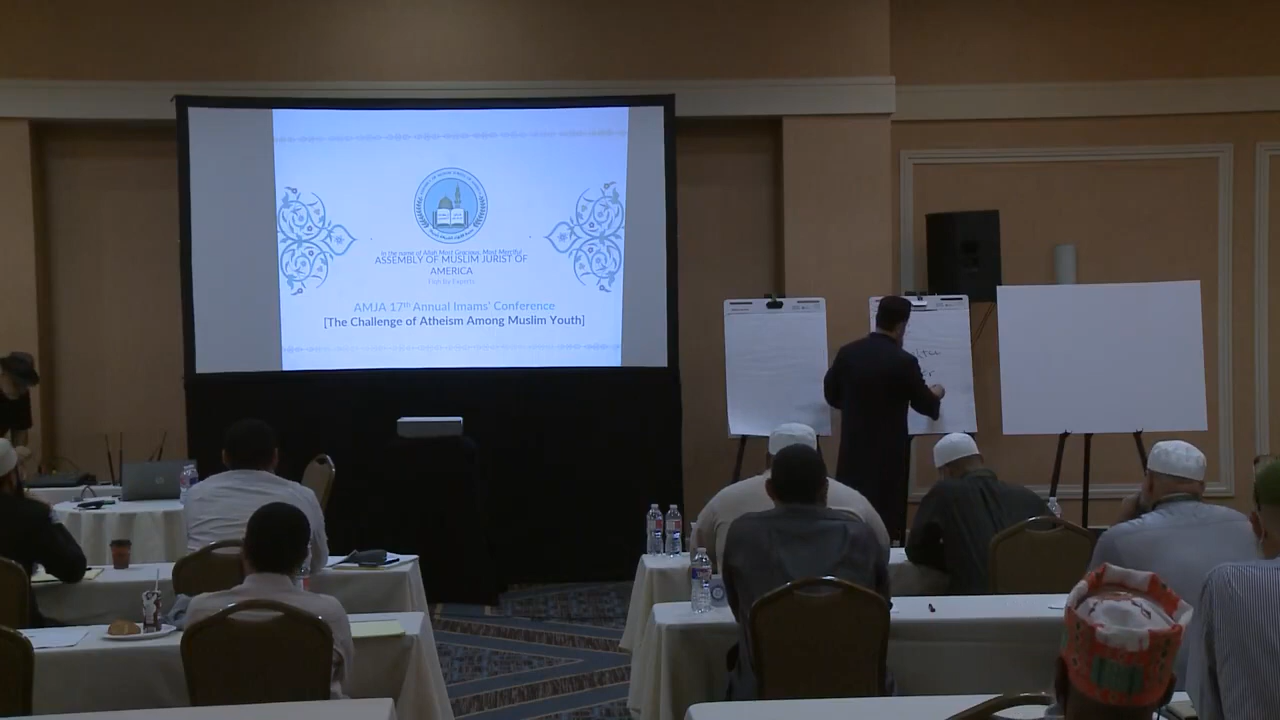 In the name of Allah Most Gracious, Most Merciful
ASSEMBLY OF MUSLIM JURIST OF
AMERICA
AMJA 17th Annual Imams' Conference
[The Challenge of Atheism Among Muslim Youth]